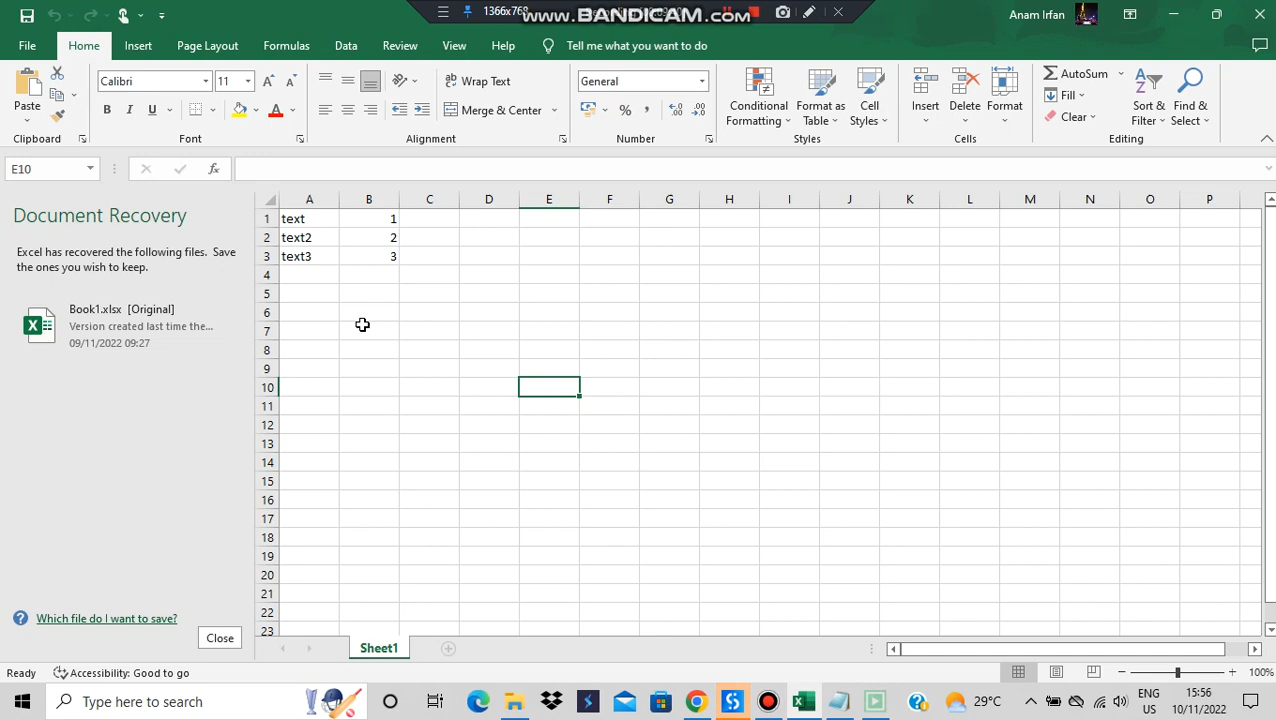 1366x768
www.BANDICAM.com
Anam Irfan
File Home Insert Page Layout Formulas Data Review View Help Tell me what you want to do
Paste
Clipboard
Calibri 11
B I U
Font
Wrap Text
Merge & Center
Alignment
General
%
Number
Conditional Formatting
Format as Table
Cell Styles
Styles
Insert
Delete
Format
Cells
AutoSum
Fill
Clear
Sort & Filter
Find & Select
Editing
E10
fx
Document Recovery
Excel has recovered the following files. Save
the ones you wish to keep.
Book1.xlsx [Original]
Version created last time the...
09/11/2022 09:27
Which file do I want to save?
Close
A B C D E F G H I J K L M N O P
1 text 1
2 text2 2
3 text3 3
4
5
6
7
8
9
10
11
12
13
14
15
16
17
18
19
20
21
22
23
Sheet1
Ready Accessibility: Good to go 100%
Type here to search
29°C
ENG
US
15:56
10/11/2022